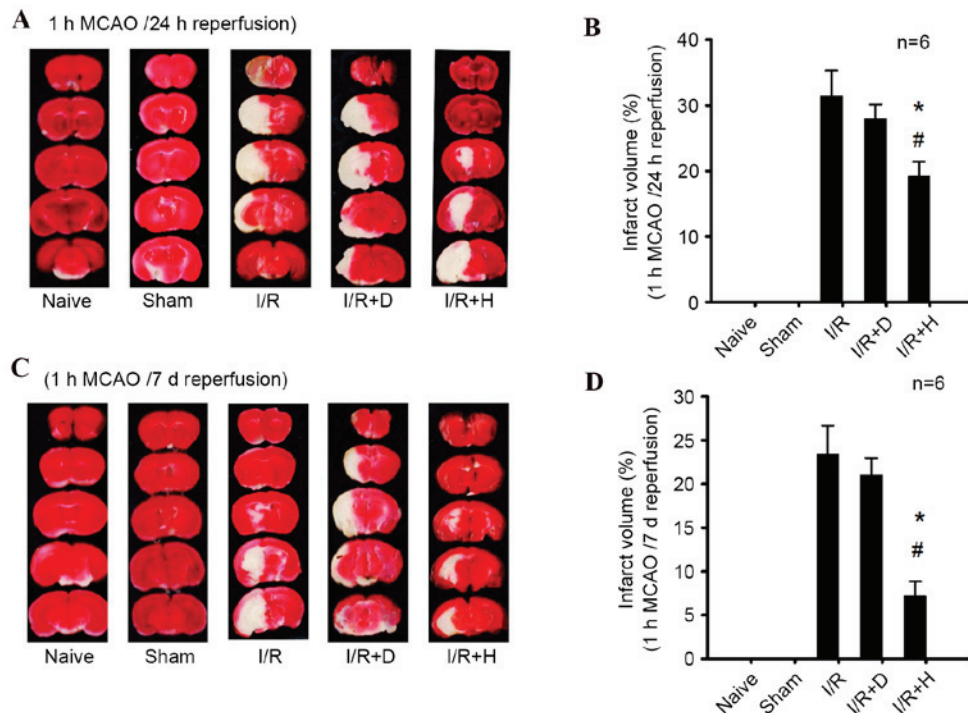 A 1 h MCAO /24 h reperfusion)
Naive Sham I/R I/R+D I/R+H
B
n=6
Infarct volume (%)
(1 h MCAO /24 h reperfusion)
40
30
20
10
0
*
#
Naive Sham I/R I/R+D I/R+H
C (1 h MCAO /7 d reperfusion)
Naive Sham I/R I/R+D I/R+H
D
n=6
Infarct volume (%)
(1 h MCAO /7 d reperfusion)
30
25
20
15
10
5
0
*
#
Naive Sham I/R I/R+D I/R+H